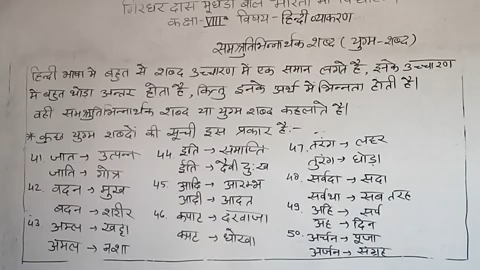 गिरधर दास मूंधड़ा बाल भारती
कक्षा-VIII विषय-हिन्दी व्याकरण
समश्रुतिभिन्नार्थक शब्द (युग्म-शब्द)
हिन्दी भाषा में बहुत से शब्द उच्चारण में एक समान लगते हैं, इनके उच्चारण
में बहुत थोड़ा अन्तर होता है, किन्तु इनके अर्थ में भिन्नता होती है।
वही समश्रुतिभिन्नार्थक शब्द या युग्म शब्द कहलाते हैं।
* कुछ युग्म शब्दों की सूची इस प्रकार है:-
41. जात → उत्पन्न 44. इति → समाप्ति 47. तरंग → लहर
जाति → गोत्र ईति → दैवी दुःख तुरंग → घोड़ा
42. वदन → मुख 45. आदि → आरम्भ 48. सर्वदा → सदा
बदन → शरीर आदी → आदत सर्वथा → सब तरह
43. अम्ल → खट्टा 46. कपाट → दरवाजा 49. अहि → सर्प
अमल → नशा कपट → धोखा अह → दिन
50. अर्चन → पूजा
अर्जन → संग्रह